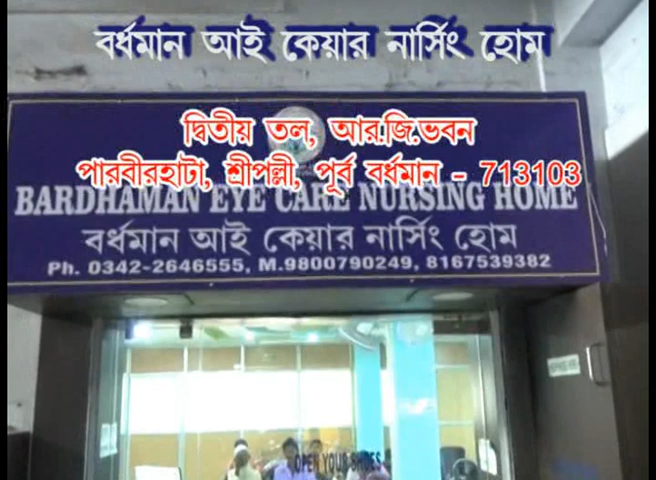 বর্ধমান আই কেয়ার নার্সিং হোম
দ্বিতীয় তল, আর.জি.ভবন
পারবীরহাটা, শ্রীপল্লী, পূর্ব বর্ধমান - 713103
BARDHAMAN EYE CARE NURSING HOME
বর্ধমান আই কেয়ার নার্সিং হোম
Ph. 0342-2646555, M.9800790249, 8167539382
OPEN YOUR SHOES